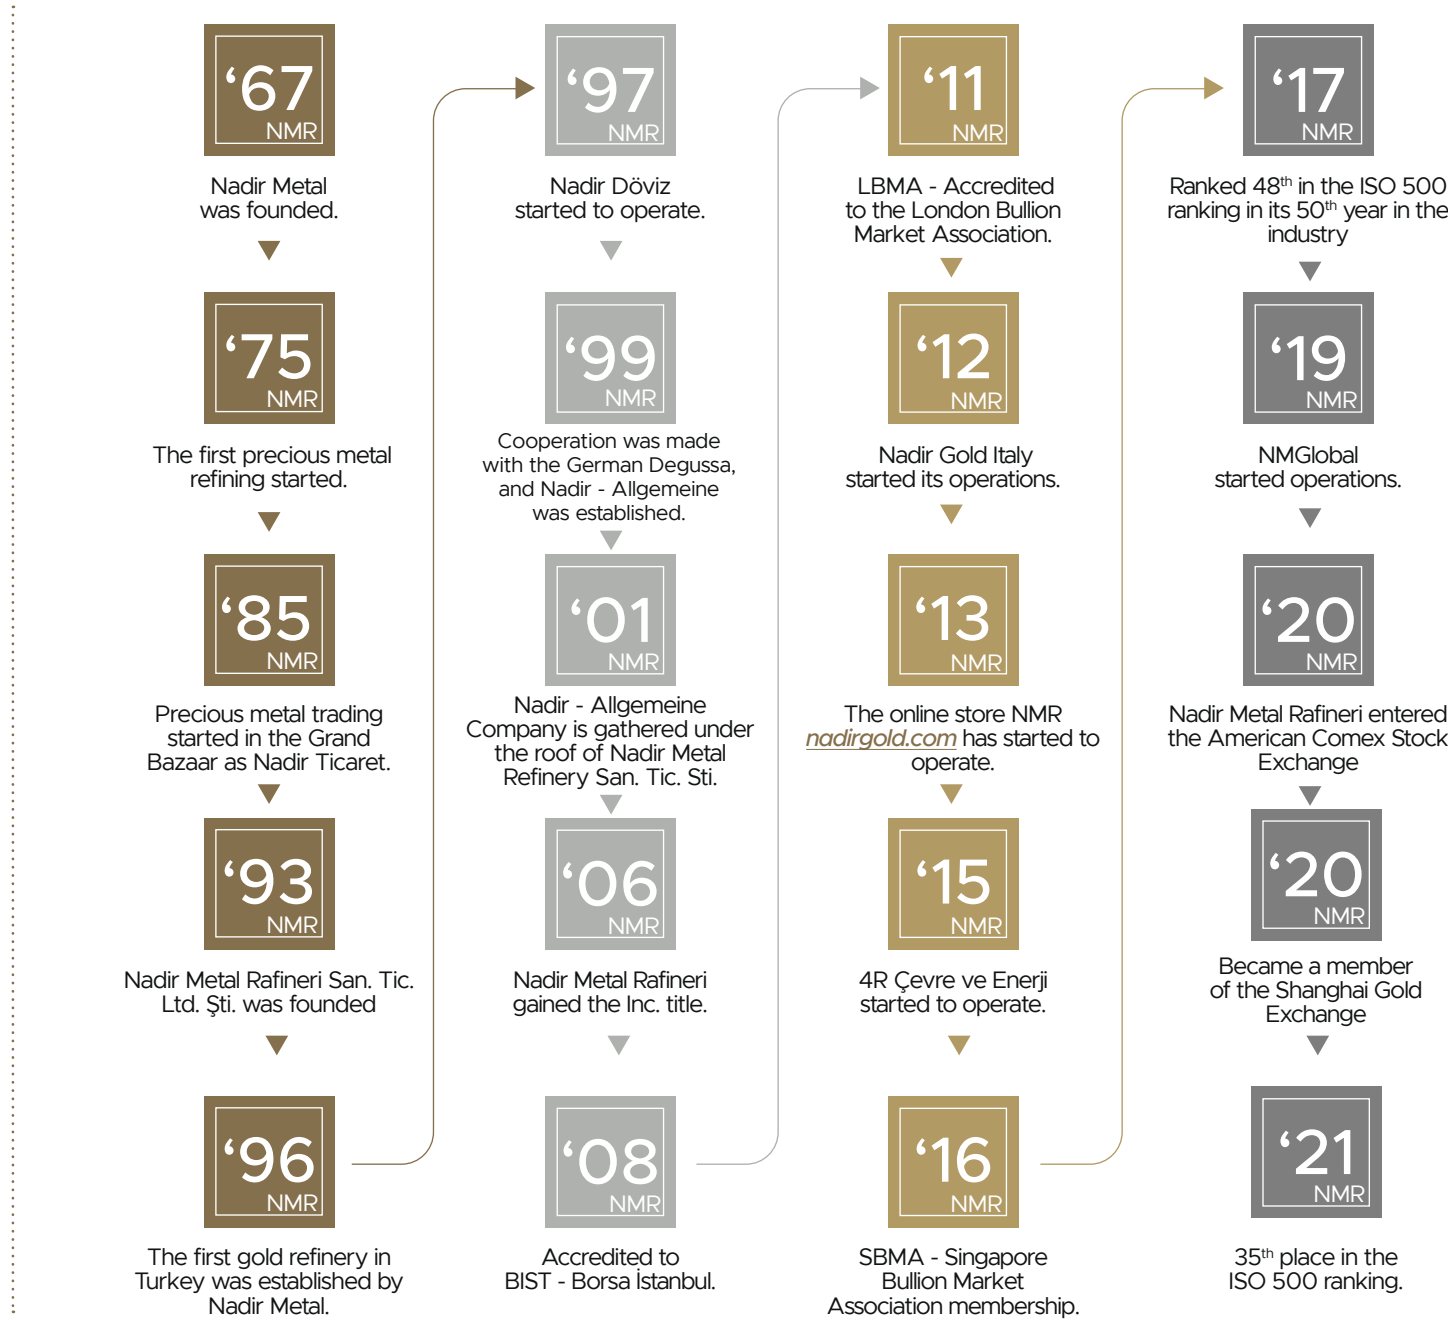 ‘67
NMR
Nadir Metal
was founded.
‘75
NMR
The first precious metal
refining started.
‘85
NMR
Precious metal trading
started in the Grand
Bazaar as Nadir Ticaret.
‘93
NMR
Nadir Metal Rafineri San. Tic.
Ltd. Şti. was founded
‘96
NMR
The first gold refinery in
Turkey was established by
Nadir Metal.
‘97
NMR
Nadir Döviz
started to operate.
‘99
NMR
Cooperation was made
with the German Degussa,
and Nadir - Allgemeine
was established.
‘01
NMR
Nadir - Allgemeine
Company is gathered under
the roof of Nadir Metal
Refinery San. Tic. Sti.
‘06
NMR
Nadir Metal Rafineri
gained the Inc. title.
‘08
NMR
Accredited to
BIST - Borsa İstanbul.
‘11
NMR
LBMA - Accredited
to the London Bullion
Market Association.
‘12
NMR
Nadir Gold Italy
started its operations.
‘13
NMR
The online store NMR
nadirgold.com has started to
operate.
‘15
NMR
4R Çevre ve Enerji
started to operate.
‘16
NMR
SBMA - Singapore
Bullion Market
Association membership.
‘17
NMR
Ranked 48th in the ISO 500
ranking in its 50th year in the
industry
‘19
NMR
NMGlobal
started operations.
‘20
NMR
Nadir Metal Rafineri entered
the American Comex Stock
Exchange
‘20
NMR
Became a member
of the Shanghai Gold
Exchange
‘21
NMR
35th place in the
ISO 500 ranking.